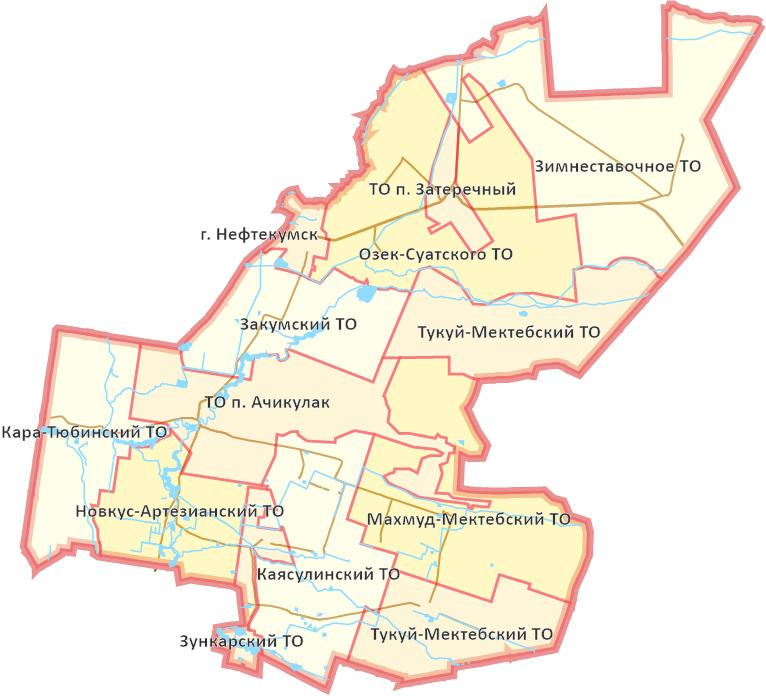 Зимнеставочное ТО
ТО п. Затеречный
г. Нефтекумск
Озек-Суатского ТО
Закумский ТО
Тукуй-Мектебский ТО
ТО п. Ачикулак
Кара-Тюбинский ТО
Новкус-Артезианский ТО
Махмуд-Мектебский ТО
Каясулинский ТО
Зункарский ТО
Тукуй-Мектебский ТО